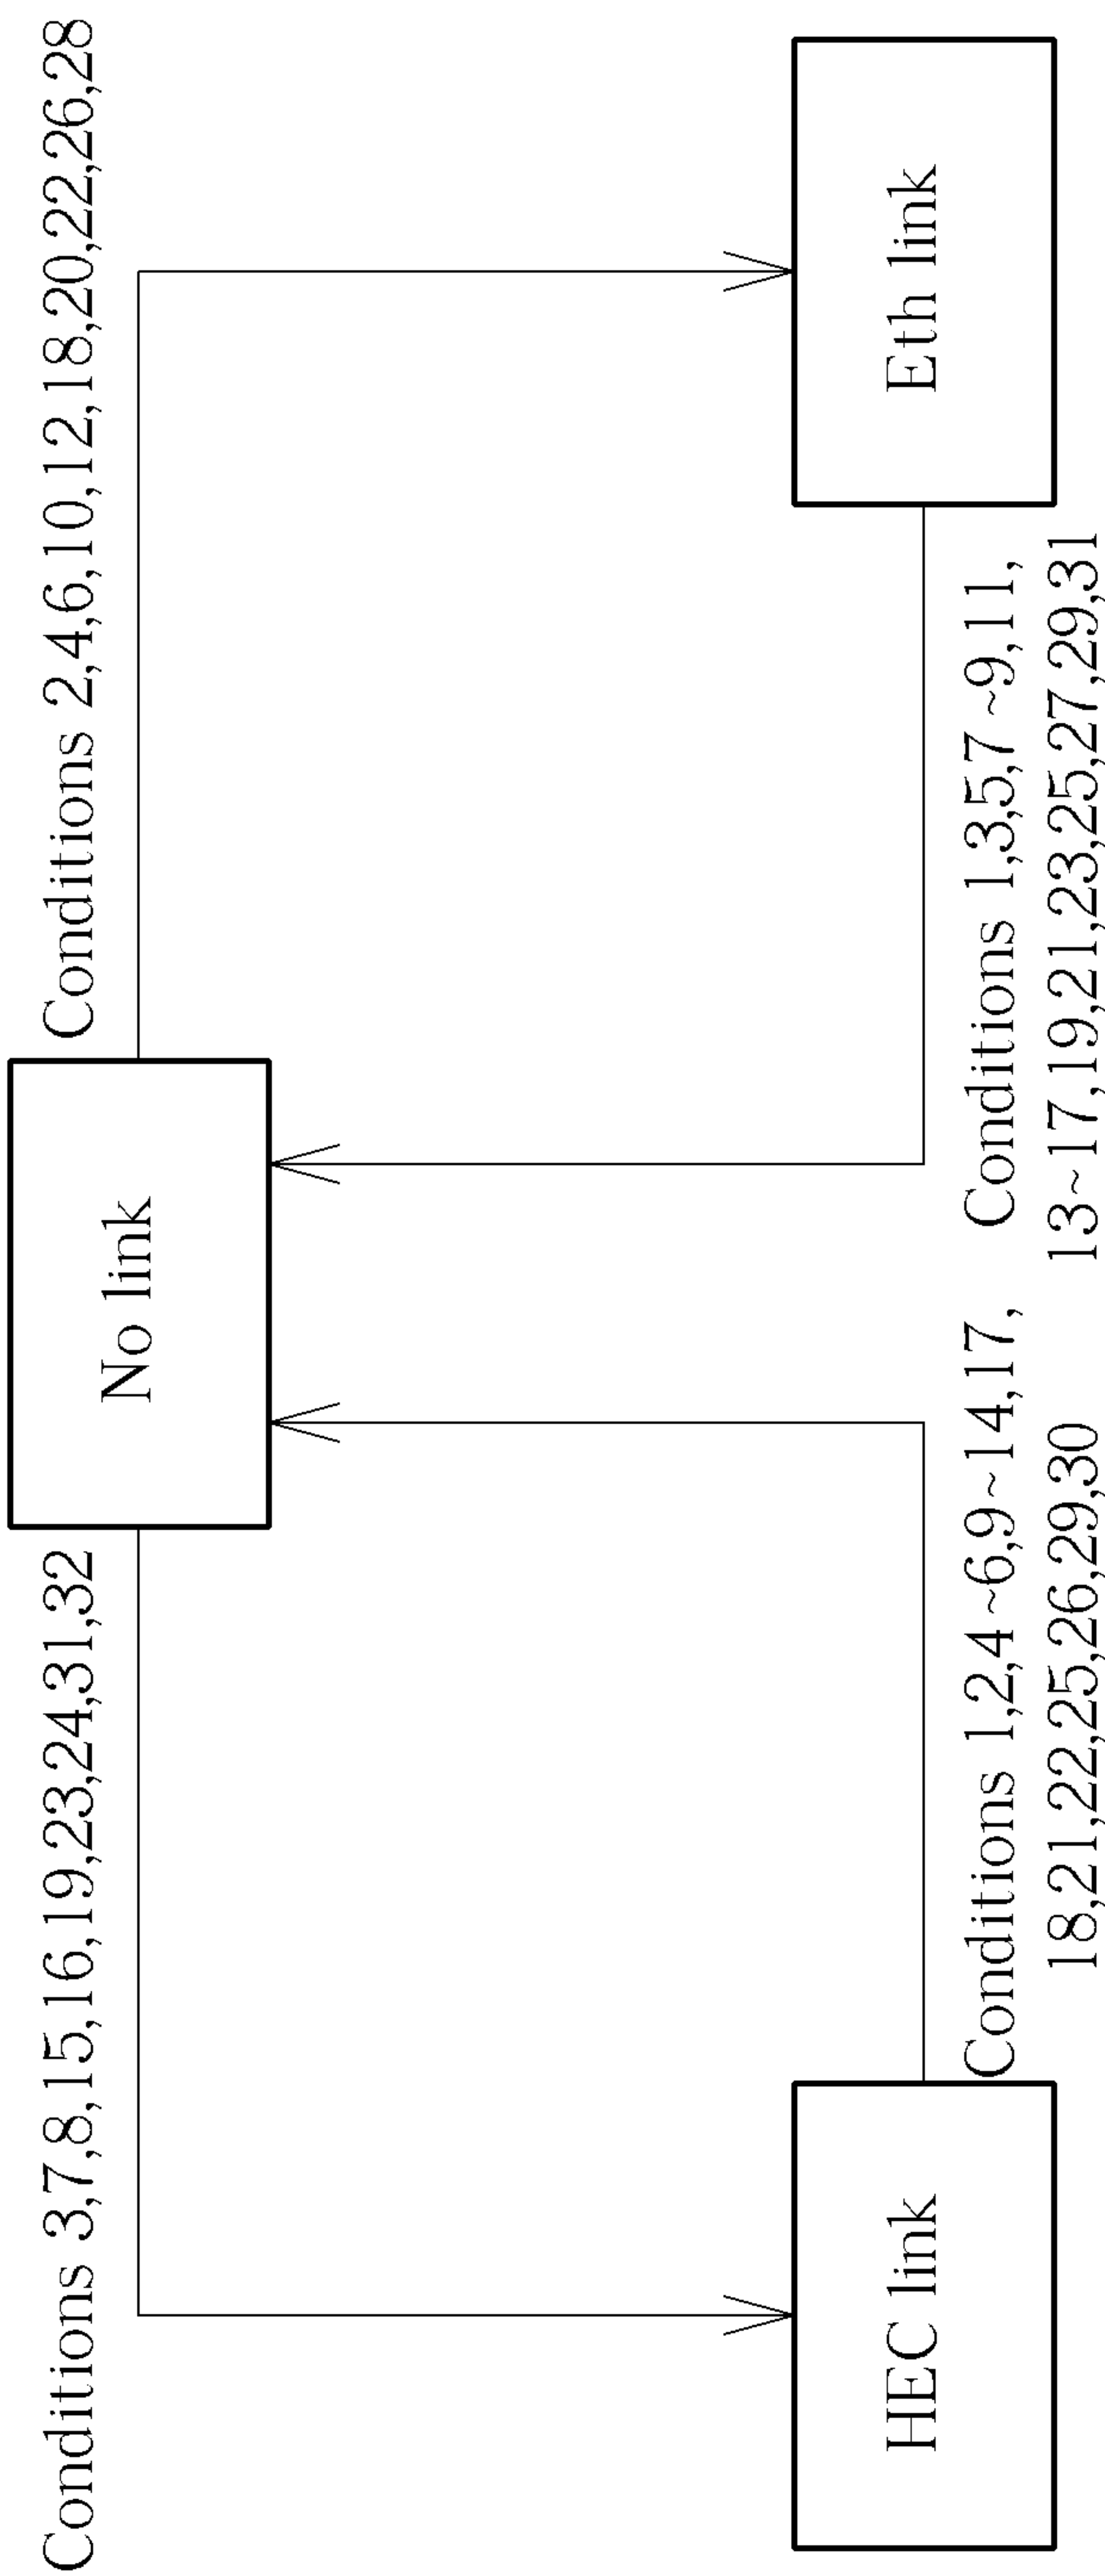 Conditions 3,7,8,15,16,19,23,24,31,32
No link
Conditions 2,4,6,10,12,18,20,22,26,28
HEC link
Conditions 1,2,4~6,9~14,17,
18,21,22,25,26,29,30
Conditions 1,3,5,7~9,11,
13~17,19,21,23,25,27,29,31
Eth link